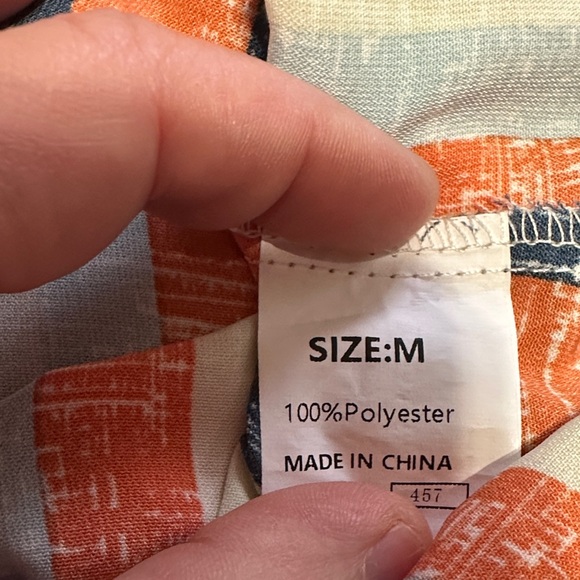 SIZE:M
100%Polyester
MADE IN CHINA
457